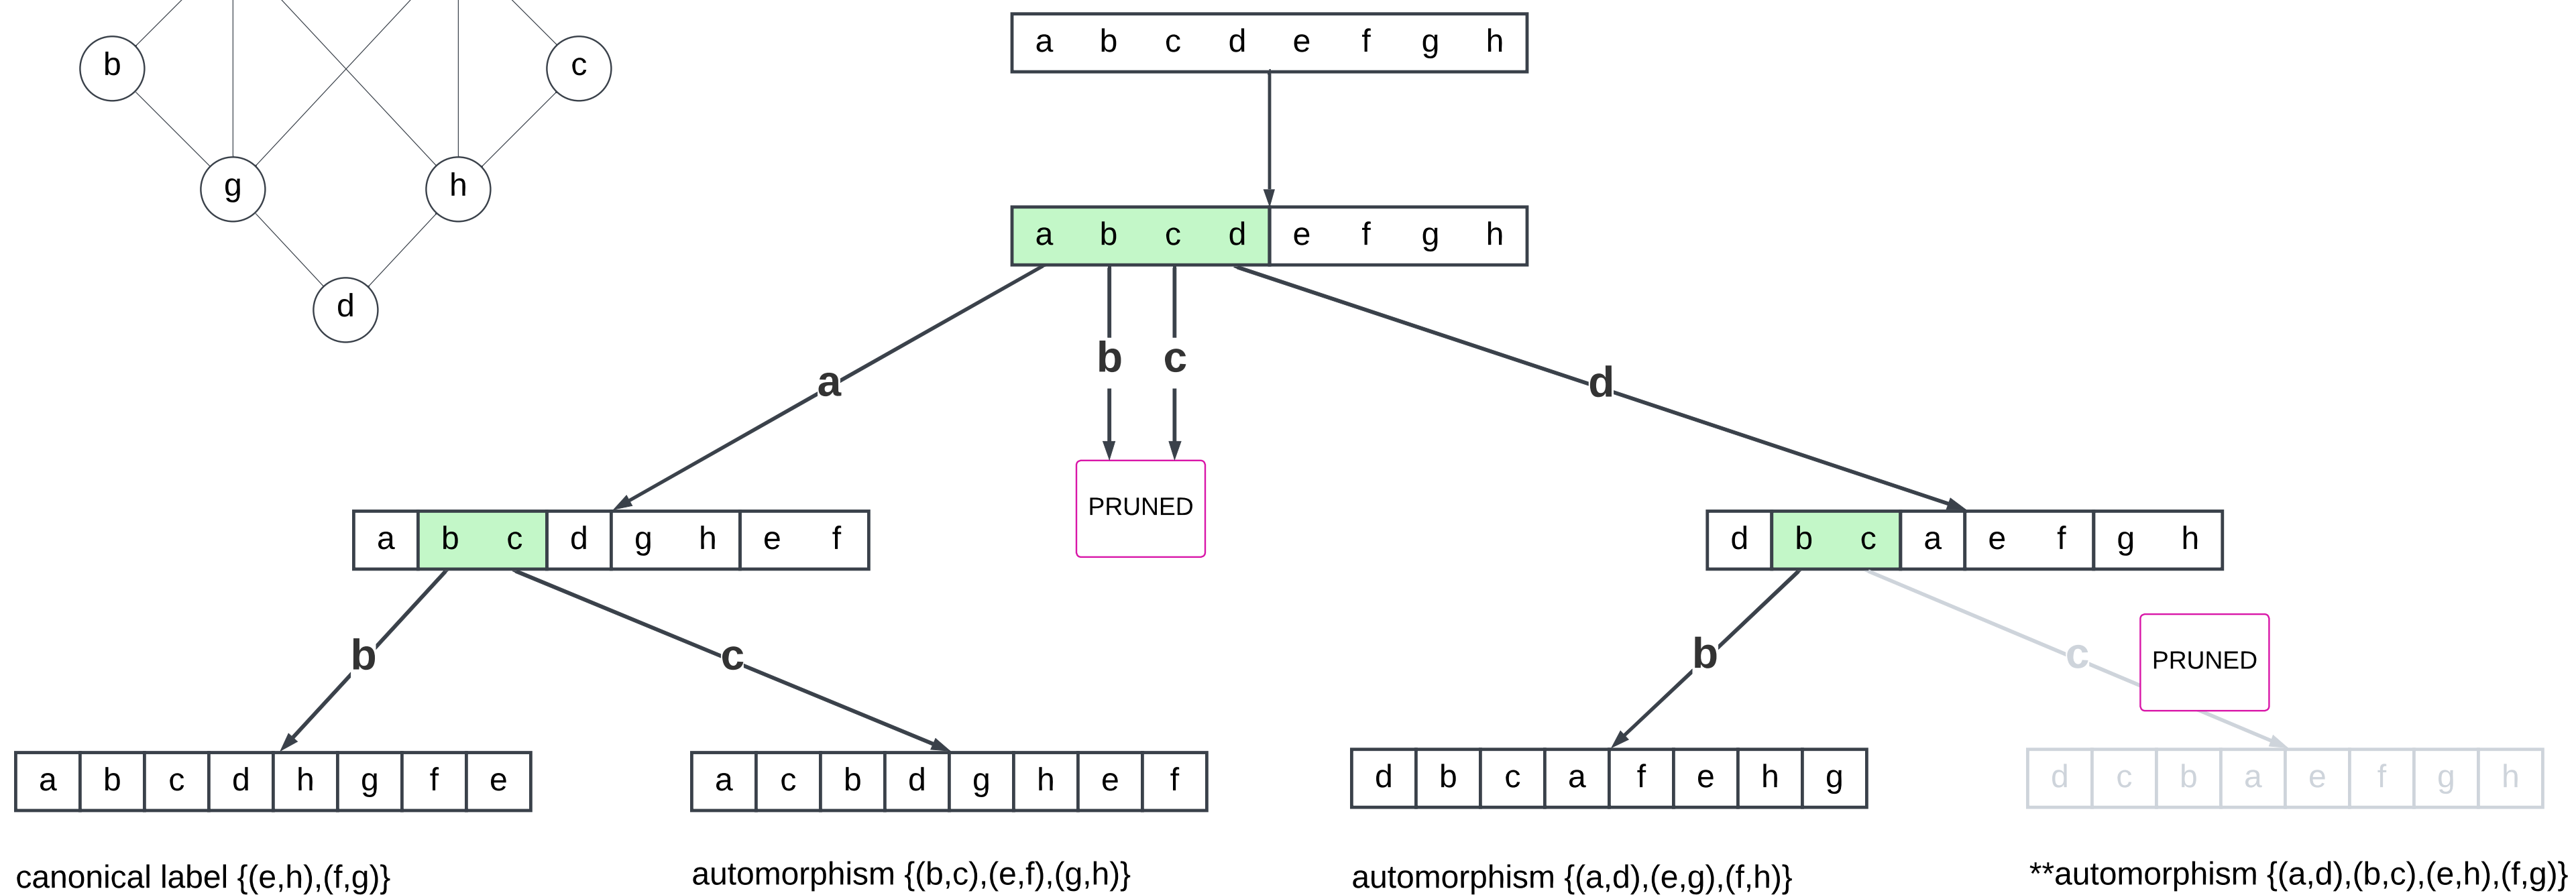 a b c d e f g h
b c
g h
d
a b c d e f g h
b c
a d
PRUNED
a b c d g h e f
d b c a e f g h
b c b c
PRUNED
a b c d h g f e
a c b d g h e f
d b c a f e h g
d c b a e f g h
canonical label {(e,h),(f,g)}
automorphism {(b,c),(e,f),(g,h)}
automorphism {(a,d),(e,g),(f,h)}
**automorphism {(a,d),(b,c),(e,h),(f,g)}